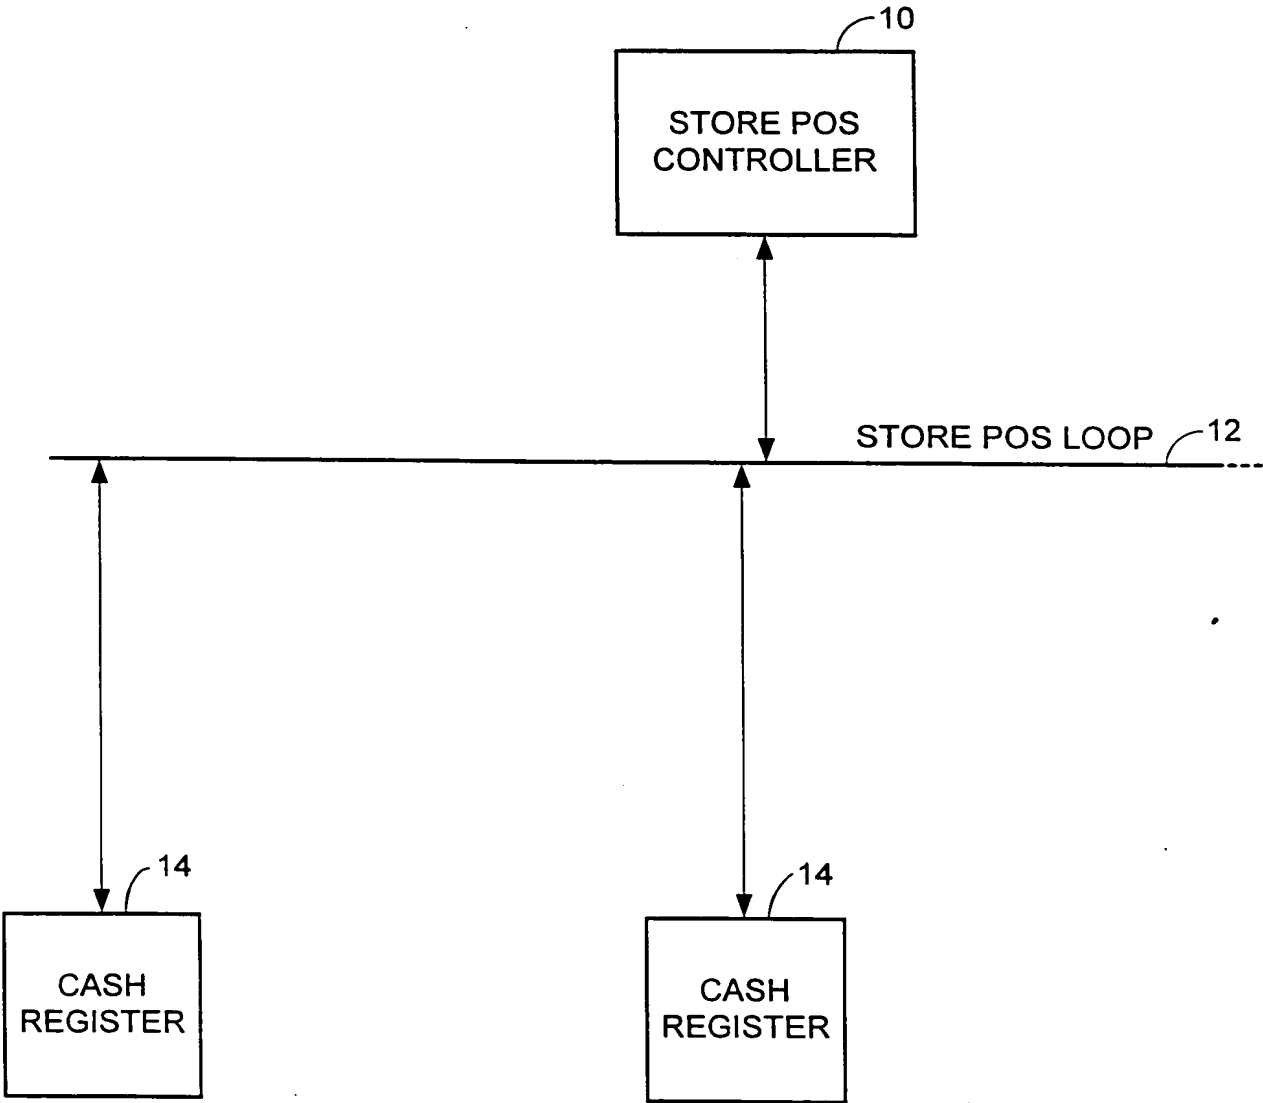 10
STORE POS
CONTROLLER
STORE POS LOOP
12
14
14
CASH
REGISTER
CASH
REGISTER